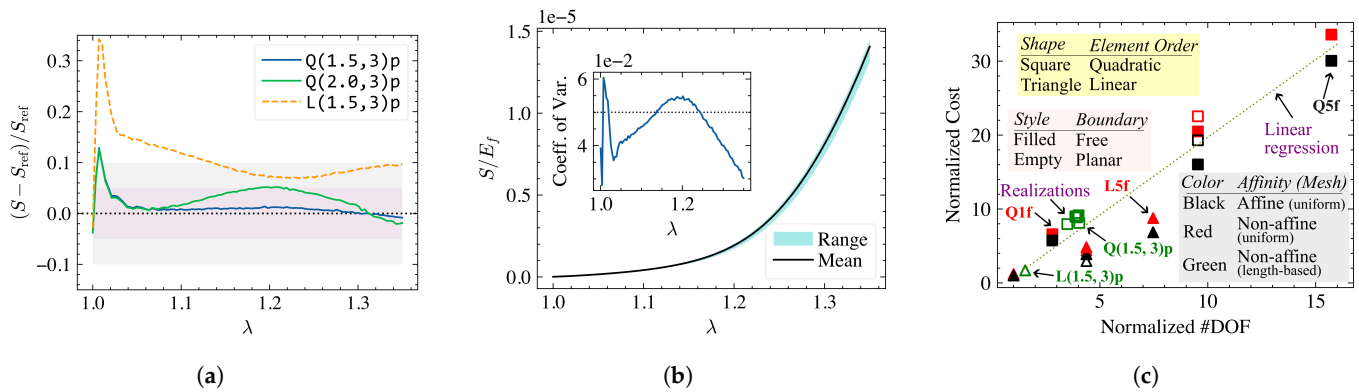 0.3
0.2
0.1
0.0
−0.1
(S − S_ref)/S_ref
Q(1.5,3)p
Q(2.0,3)p
L(1.5,3)p
1.0
1.1
1.2
1.3
λ
(a)
1e-5
1.5
1.0
0.5
0.0
S/E_f
6e−2
6
4
Coeff. of Var.
1.0
1.2
λ
Range
Mean
1.0
1.1
1.2
1.3
λ
(b)
30
20
10
0
Normalized Cost
Shape Element Order
Square Quadratic
Triangle Linear
Style Boundary
Filled Free
Empty Planar
Q5f
Linear
regression
Color Affinity (Mesh)
Black Affine (uniform)
Red Non-affine
(uniform)
Green Non-affine
(length-based)
Realizations
L5f
Q1f
Q(1.5, 3)p
L(1.5, 3)p
5
10
15
Normalized #DOF
(c)